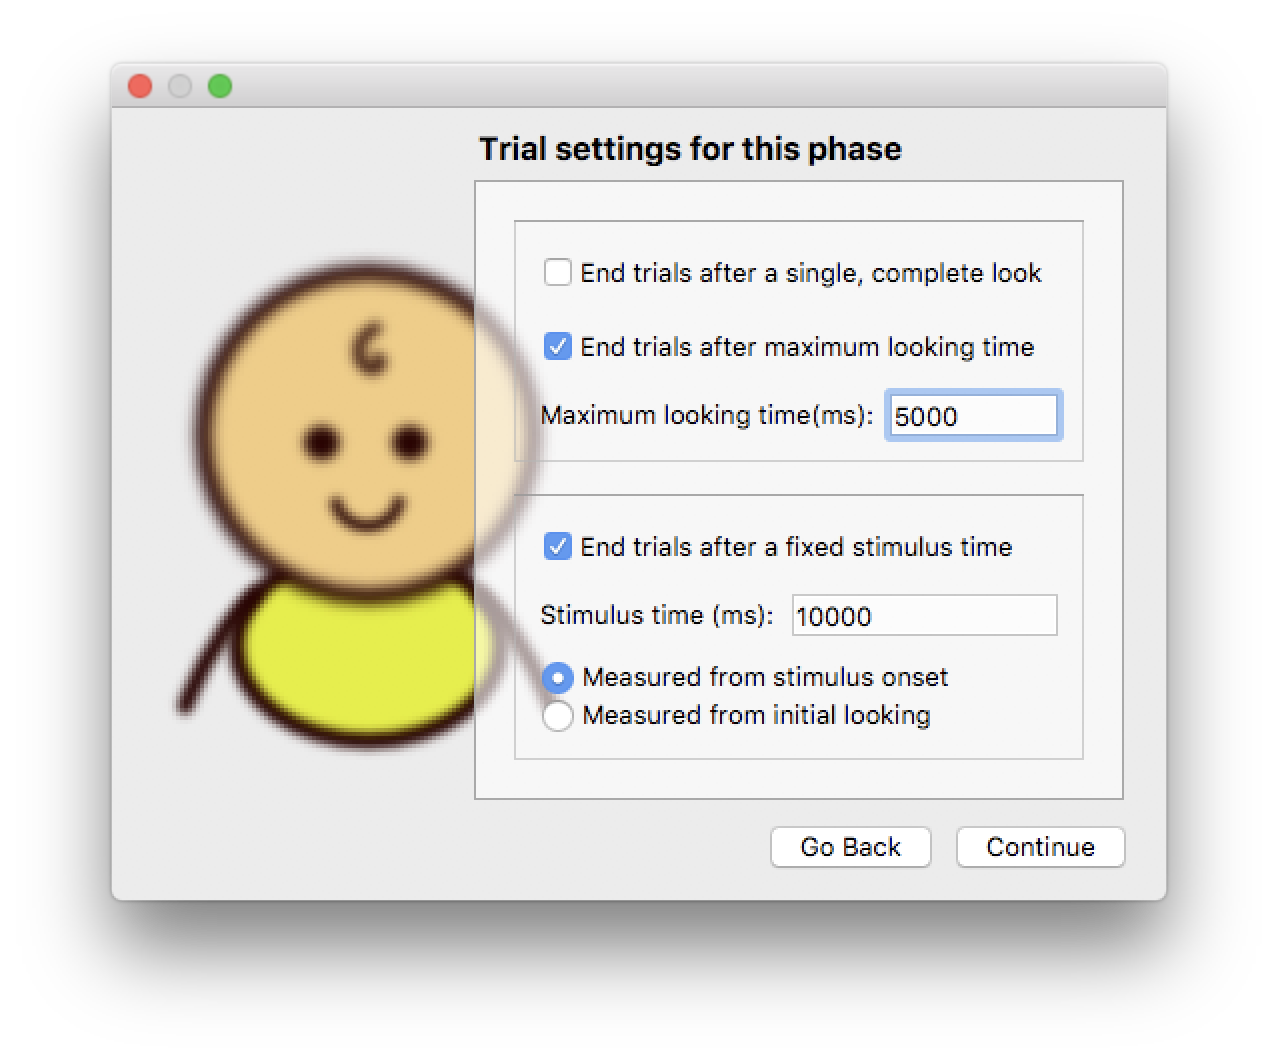 Trial settings for this phase
End trials after a single, complete look
End trials after maximum looking time
Maximum looking time(ms): 5000
End trials after a fixed stimulus time
Stimulus time (ms): 10000
Measured from stimulus onset
Measured from initial looking
Go Back Continue